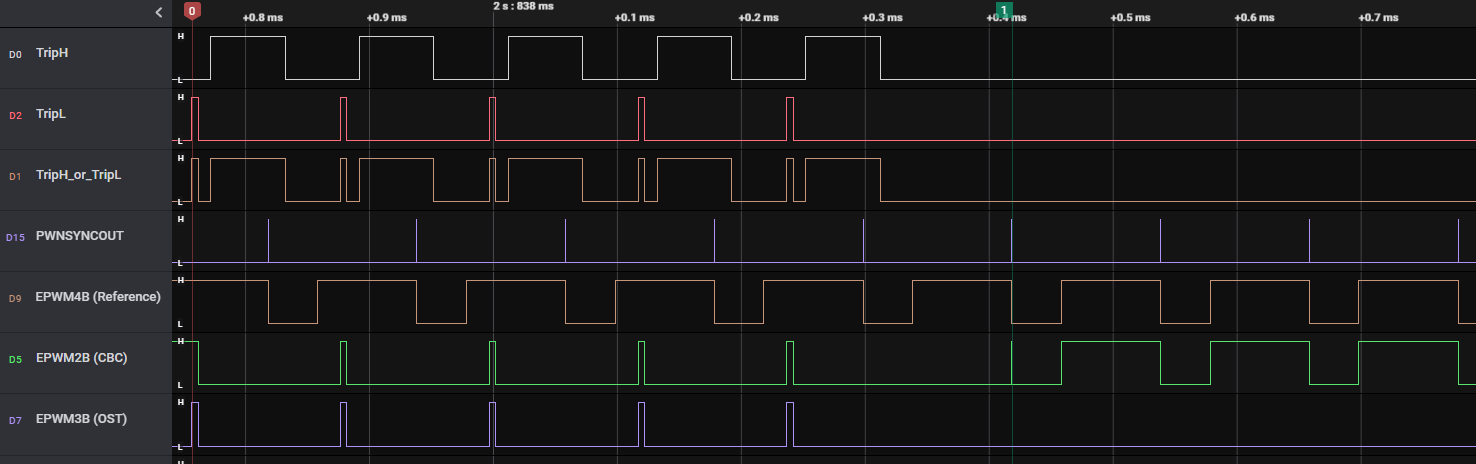 0
1
2 s : 838 ms
+0.8 ms
+0.9 ms
+0.1 ms
+0.2 ms
+0.3 ms
+0.4 ms
+0.5 ms
+0.6 ms
+0.7 ms
D0 TripH
H
L
D2 TripL
H
L
D1 TripH_or_TripL
H
L
D15 PWNSYNCOUT
H
L
D9 EPWM4B (Reference)
H
L
D5 EPWM2B (CBC)
H
L
D7 EPWM3B (OST)
H
L
H